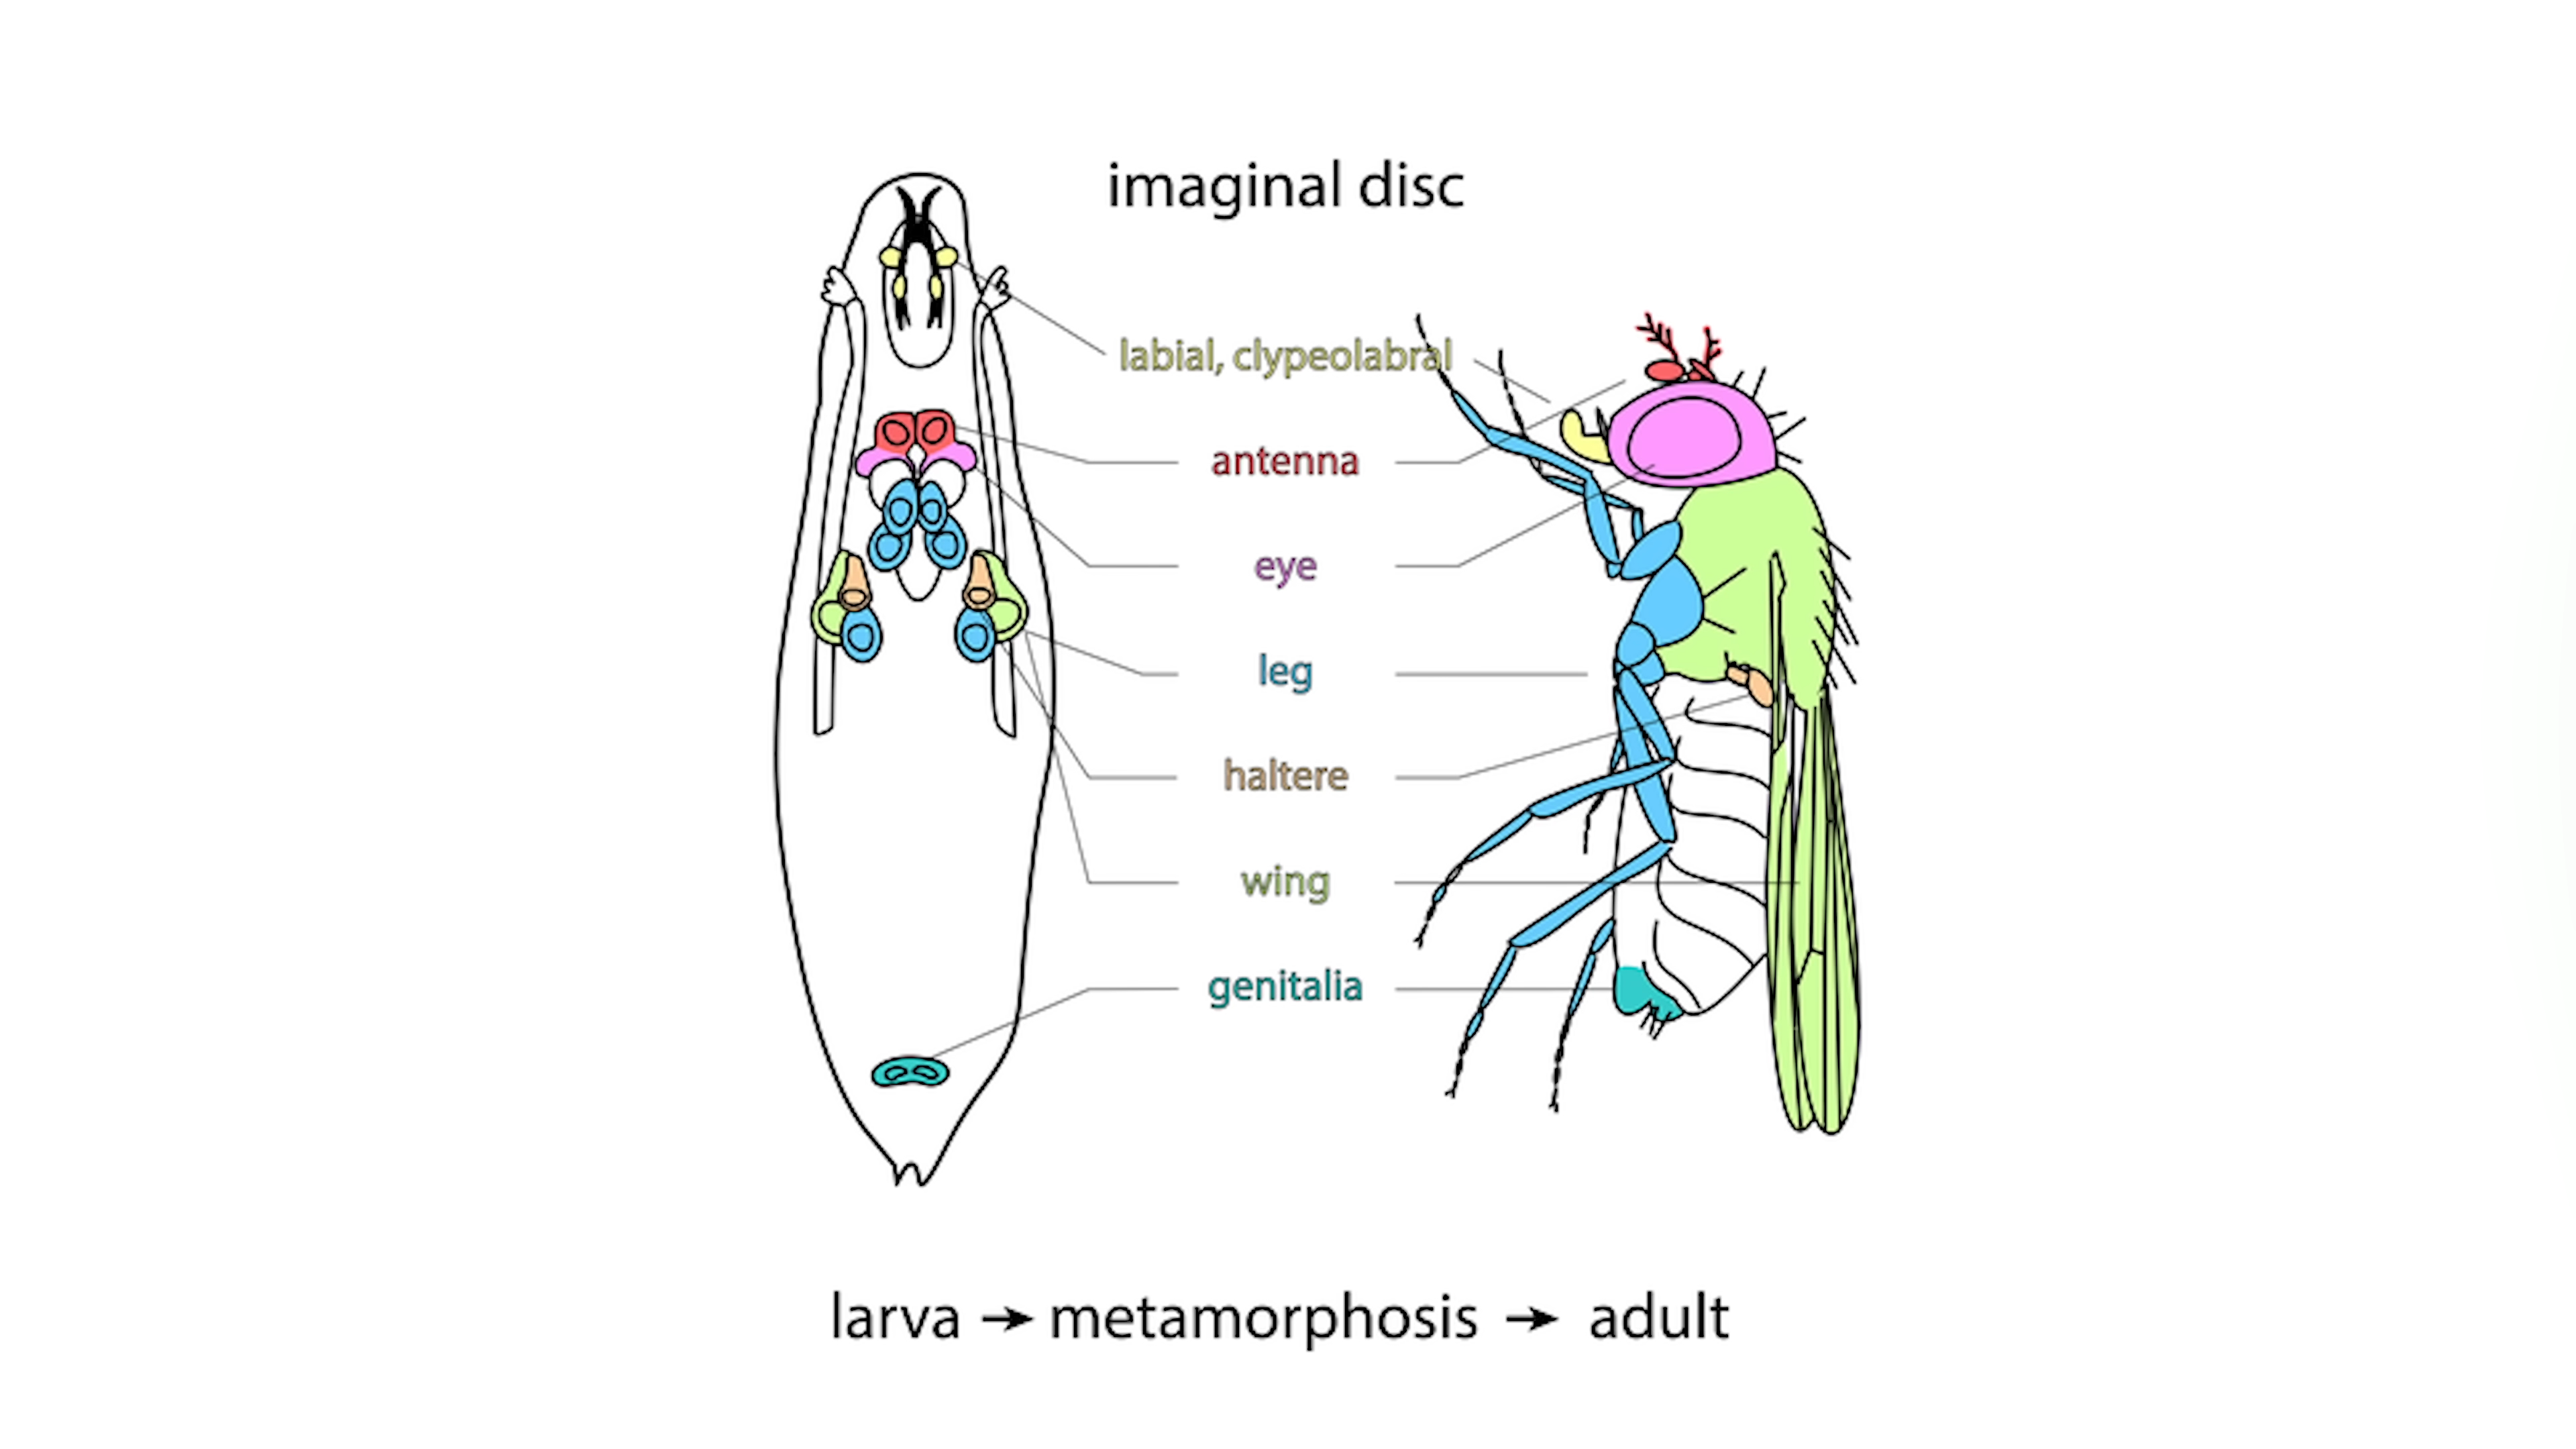 imaginal disc
labial, clypeolabral
antenna
eye
leg
haltere
wing
genitalia
larva → metamorphosis → adult